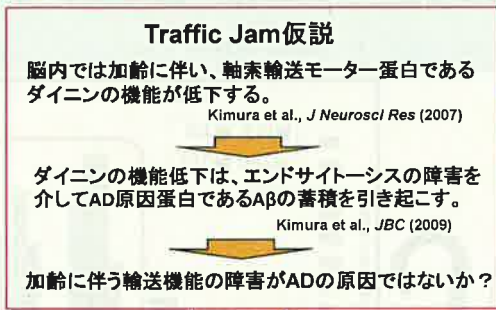 Traffic Jam仮説
脳内では加齢に伴い、軸索輸送モーター蛋白である
ダイニンの機能が低下する。
Kimura et al., J Neurosci Res (2007)
ダイニンの機能低下は、エンドサイトーシスの障害を
介してAD原因蛋白であるAβの蓄積を引き起こす。
Kimura et al., JBC (2009)
加齢に伴う輸送機能の障害がADの原因ではないか？